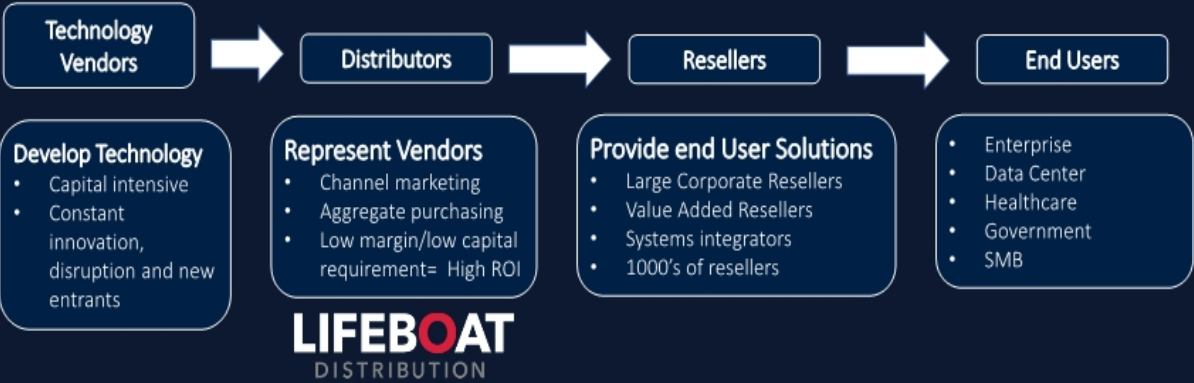 Technology
Vendors
Distributors
Resellers
End Users
Develop Technology
• Capital intensive
• Constant
innovation,
disruption and new
entrants
Represent Vendors
• Channel marketing
• Aggregate purchasing
• Low margin/low capital
requirement= High ROI
Provide end User Solutions
• Large Corporate Resellers
• Value Added Resellers
• Systems integrators
• 1000's of resellers
• Enterprise
• Data Center
• Healthcare
• Government
• SMB
LIFEBOAT
DISTRIBUTION